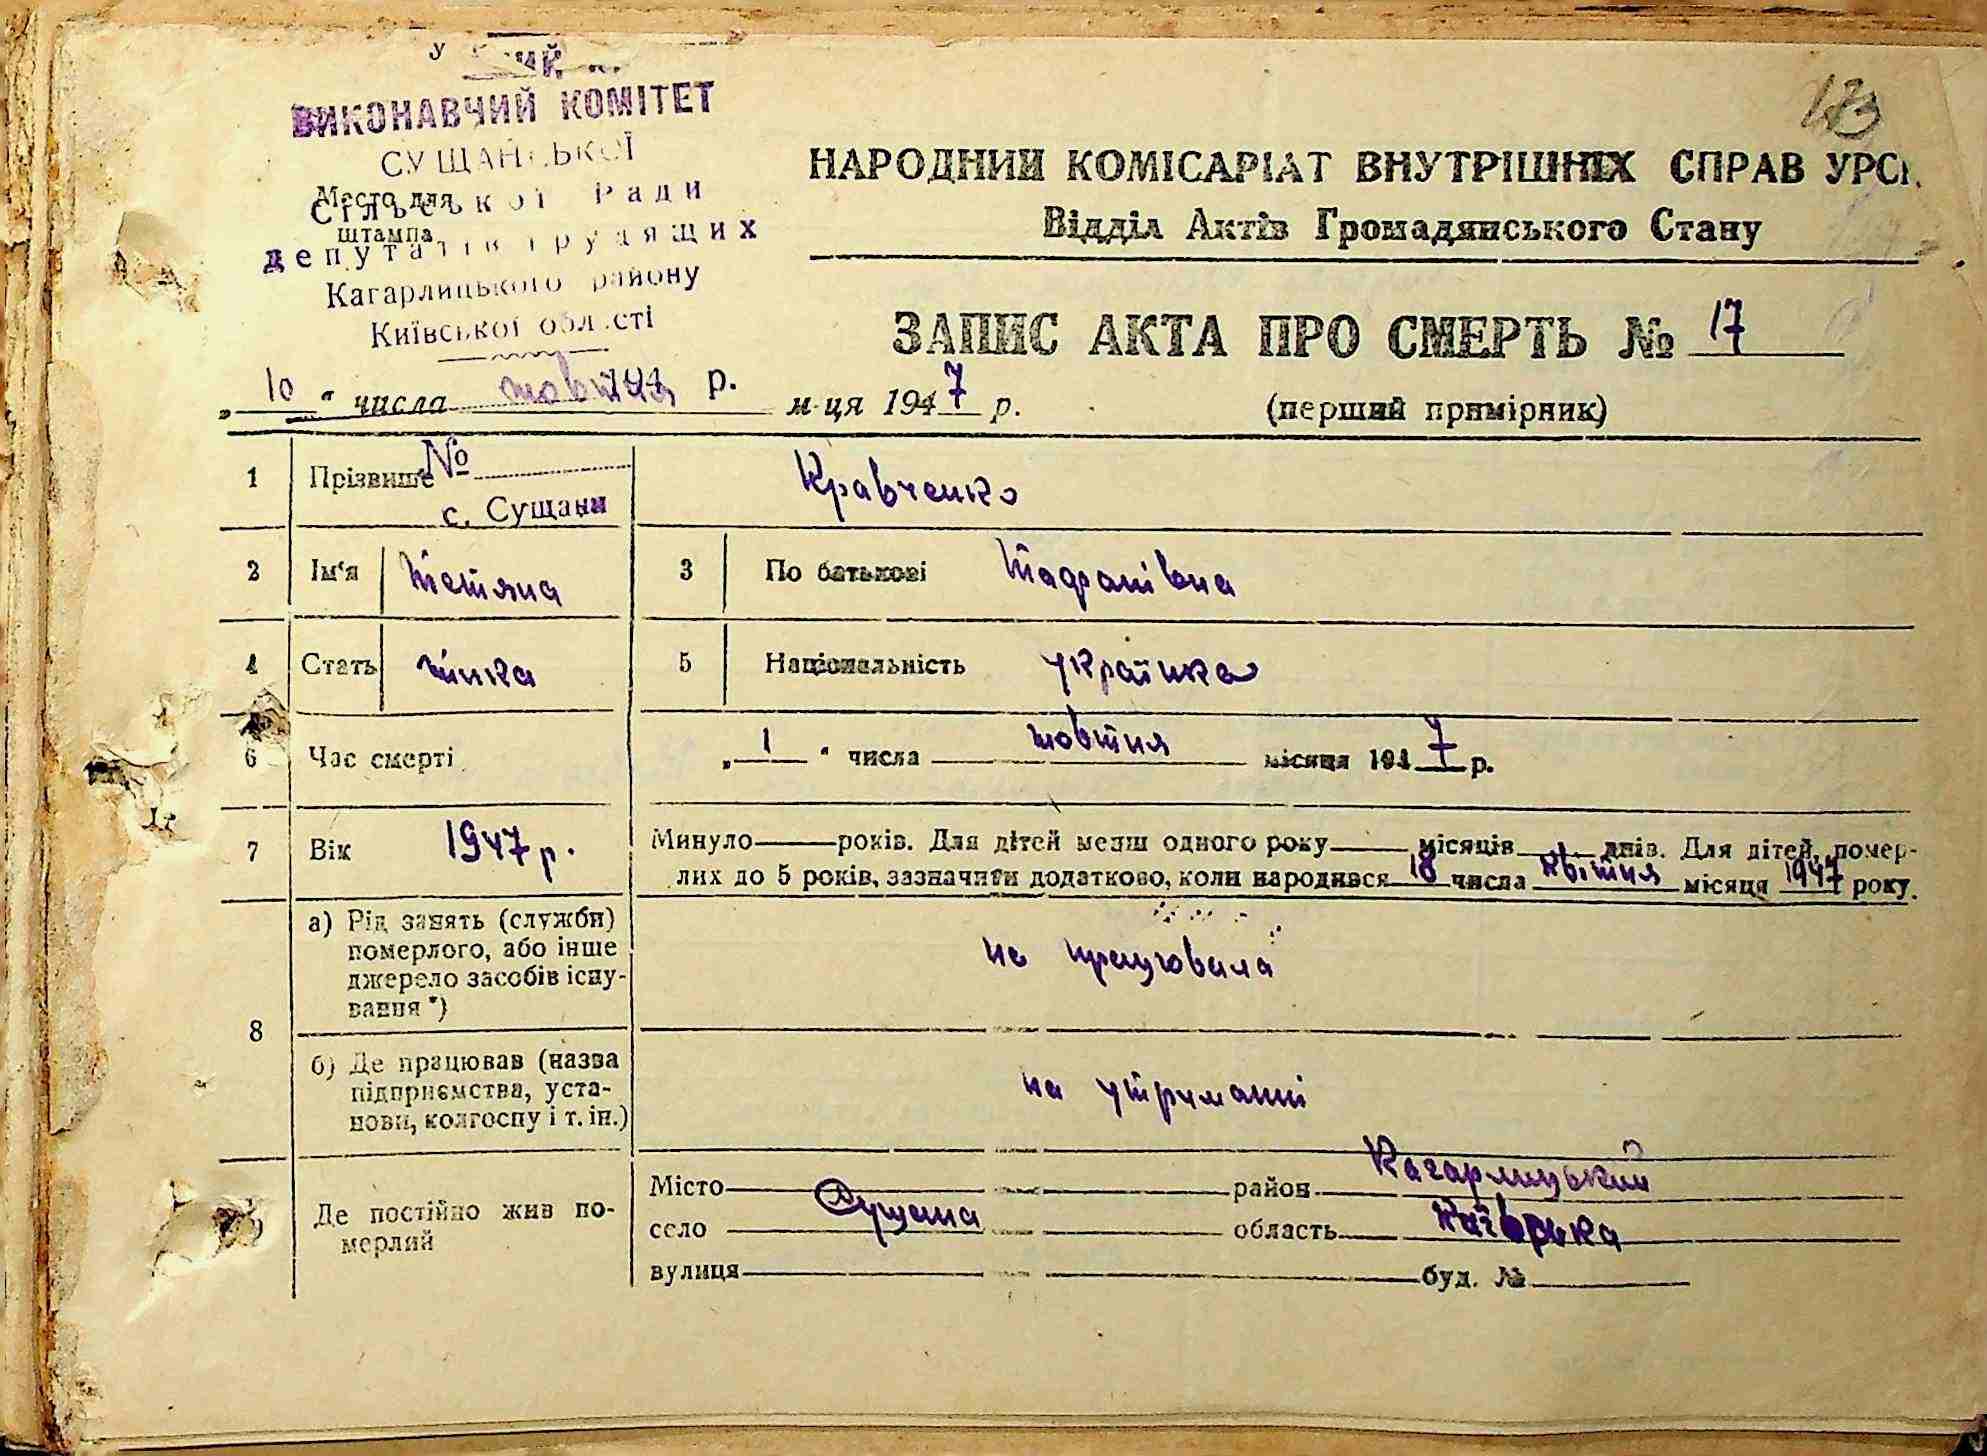 ВИКОНАВЧИЙ КОМІТЕТ
СУЩАНСЬКОЇ
Место для
Сільської Ради
штампа
депутатів трудящих
Кагарлицького району
Київської області
194 р.
№
с. Сущани
НАРОДНИЙ КОМІСАРІАТ ВНУТРІШНІХ СПРАВ УРСР.
Відділ Актів Громадянського Стану
ЗАПИС АКТА ПРО СМЕРТЬ № 17
„10“ числа жовтня м-ця 1947 р. (перший примірник)
1 Прізвище Кравченко
2 Ім‘я Тетяна 3 По батькові
4 Стать жінка 5 Національність українка
6 Час смерті „1“ числа жовтня місяця 1947 р.
7 Вік 1947 р. Минуло — років. Для дітей менш одного року — місяців — днів. Для дітей, помер-
лих до 5 років, зазначити додатково, коли народився 18 числа квітня місяця 1947 року.
8 а) Рід занять (служби)
померлого, або інше
джерело засобів існу-
вання *)
не працювала
б) Де працював (назва
підприємства, уста-
нови, колгоспу і т. ін.)
на утриманні
Де постійно жив по-
мерлий
Місто район Кагарлицький
село Сущана область
вулиця буд. №